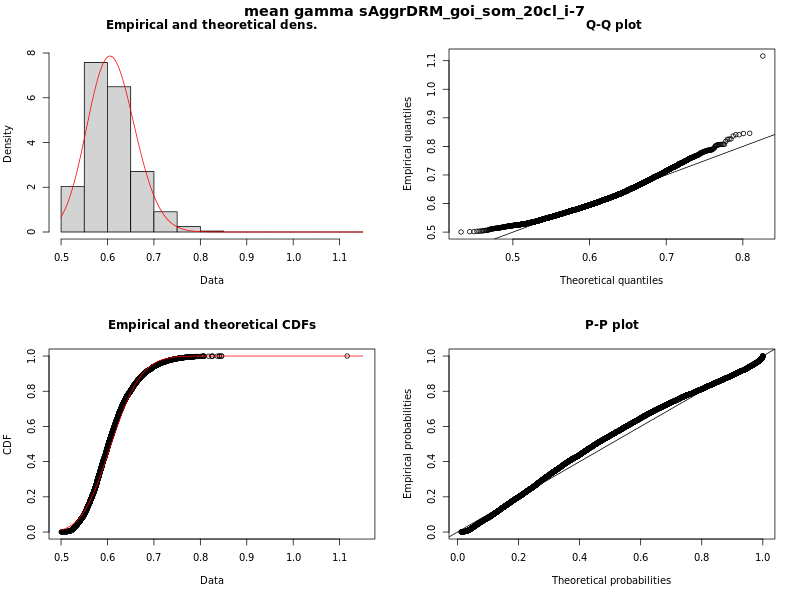 mean gamma sAggrDRM_goi_som_20cl_i-7
Empirical and theoretical dens.
Density
0 2 4 6 8
0.5 0.6 0.7 0.8 0.9 1.0 1.1
Data
Q-Q plot
Empirical quantiles
0.5 0.6 0.7 0.8 0.9 1.0 1.1
0.5 0.6 0.7 0.8
Theoretical quantiles
Empirical and theoretical CDFs
CDF
0.0 0.2 0.4 0.6 0.8 1.0
0.5 0.6 0.7 0.8 0.9 1.0 1.1
Data
P-P plot
Empirical probabilities
0.0 0.2 0.4 0.6 0.8 1.0
0.0 0.2 0.4 0.6 0.8 1.0
Theoretical probabilities